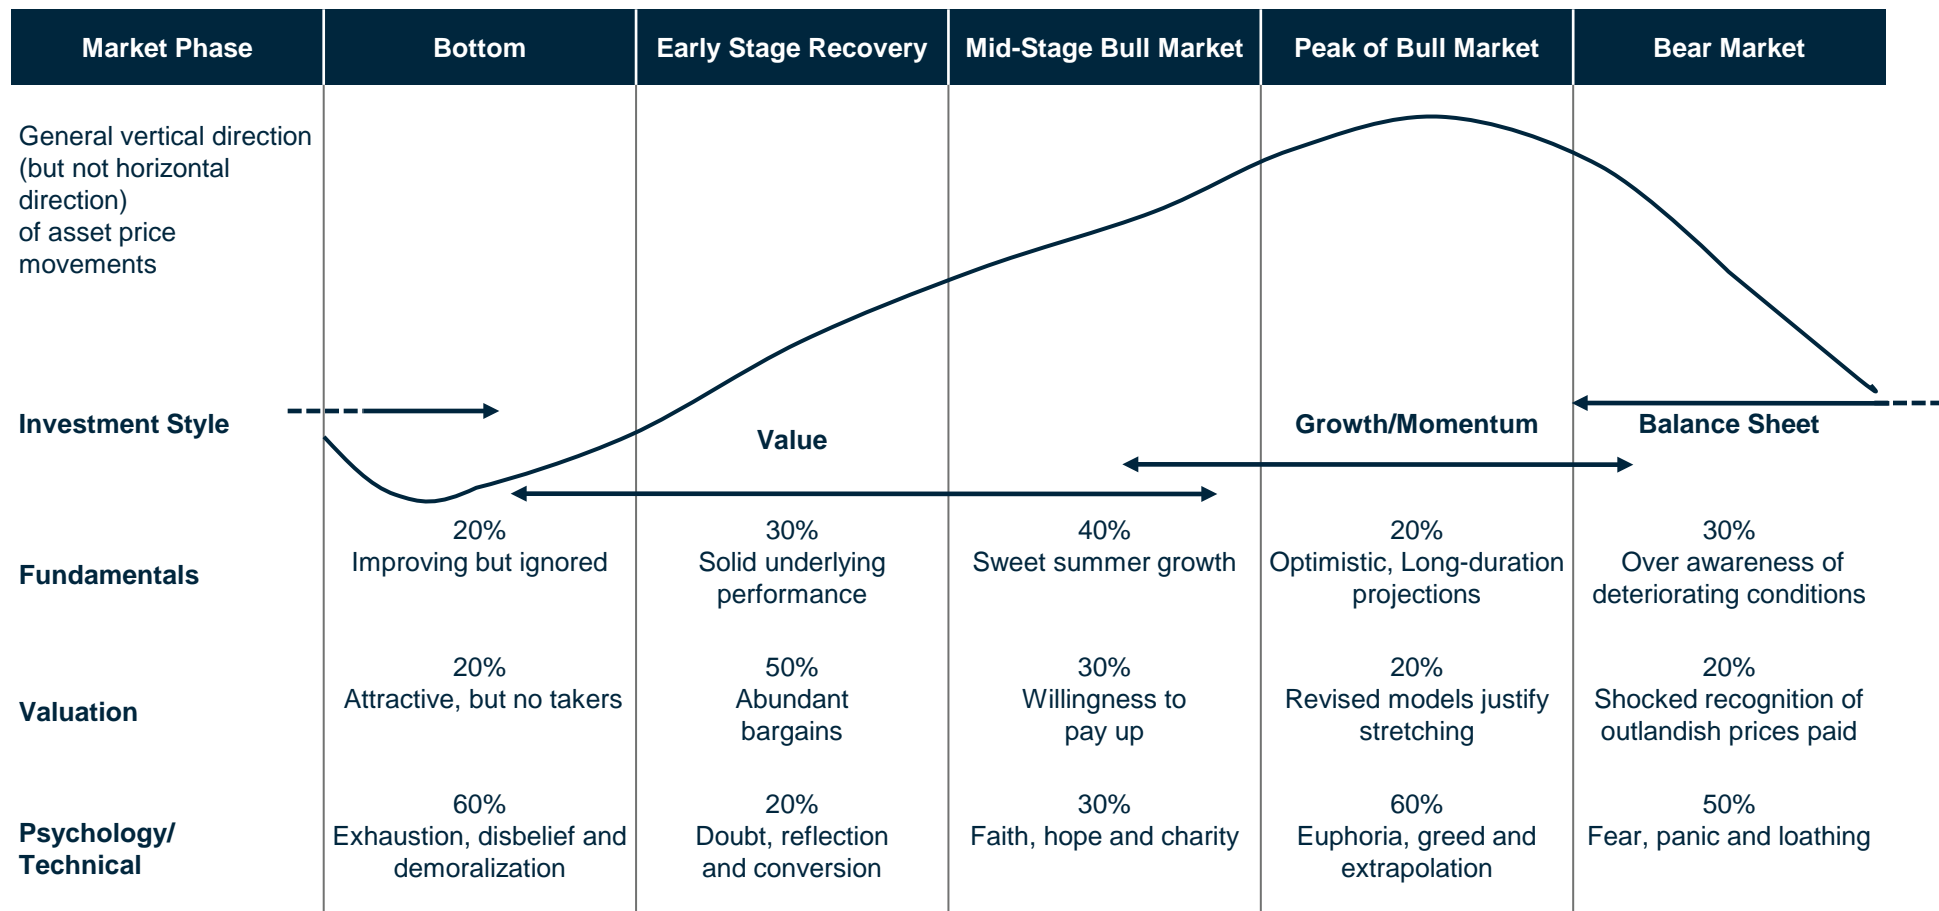 Market Phase
Bottom
Early Stage Recovery
Mid-Stage Bull Market
Peak of Bull Market
Bear Market
General vertical direction
(but not horizontal
direction)
of asset price
movements
Investment Style
Value
Growth/Momentum
Balance Sheet
Fundamentals
20%
Improving but ignored
30%
Solid underlying
performance
40%
Sweet summer growth
20%
Optimistic, Long-duration
projections
30%
Over awareness of
deteriorating conditions
Valuation
20%
Attractive, but no takers
50%
Abundant
bargains
30%
Willingness to
pay up
20%
Revised models justify
stretching
20%
Shocked recognition of
outlandish prices paid
Psychology/
Technical
60%
Exhaustion, disbelief and
demoralization
20%
Doubt, reflection
and conversion
30%
Faith, hope and charity
60%
Euphoria, greed and
extrapolation
50%
Fear, panic and loathing